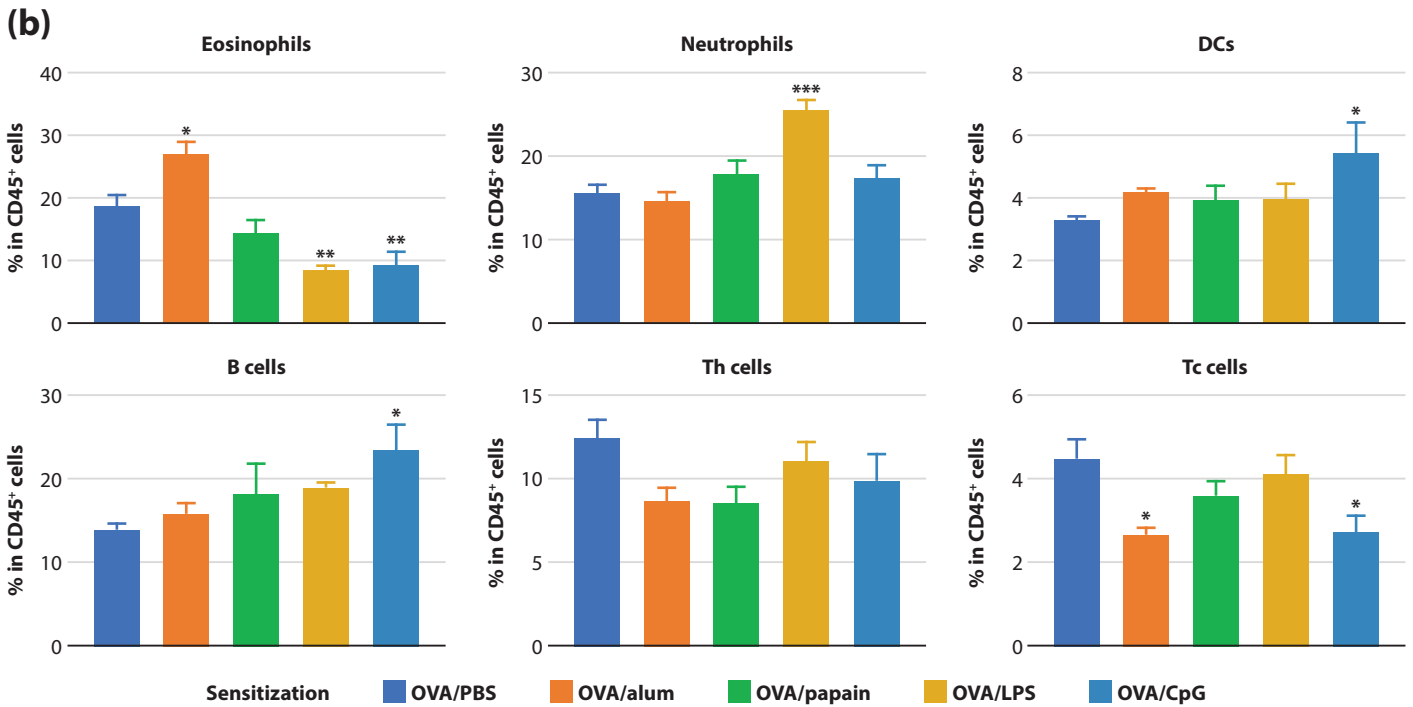 (b)
Eosinophils
% in CD45⁺ cells
40
30
20
10
0
*
**
**
Neutrophils
% in CD45⁺ cells
30
20
10
0
***
DCs
% in CD45⁺ cells
8
6
4
2
0
*
B cells
% in CD45⁺ cells
30
20
10
0
*
Th cells
% in CD45⁺ cells
15
10
5
0
Tc cells
% in CD45⁺ cells
6
4
2
0
*
*
Sensitization OVA/PBS OVA/alum OVA/papain OVA/LPS OVA/CpG